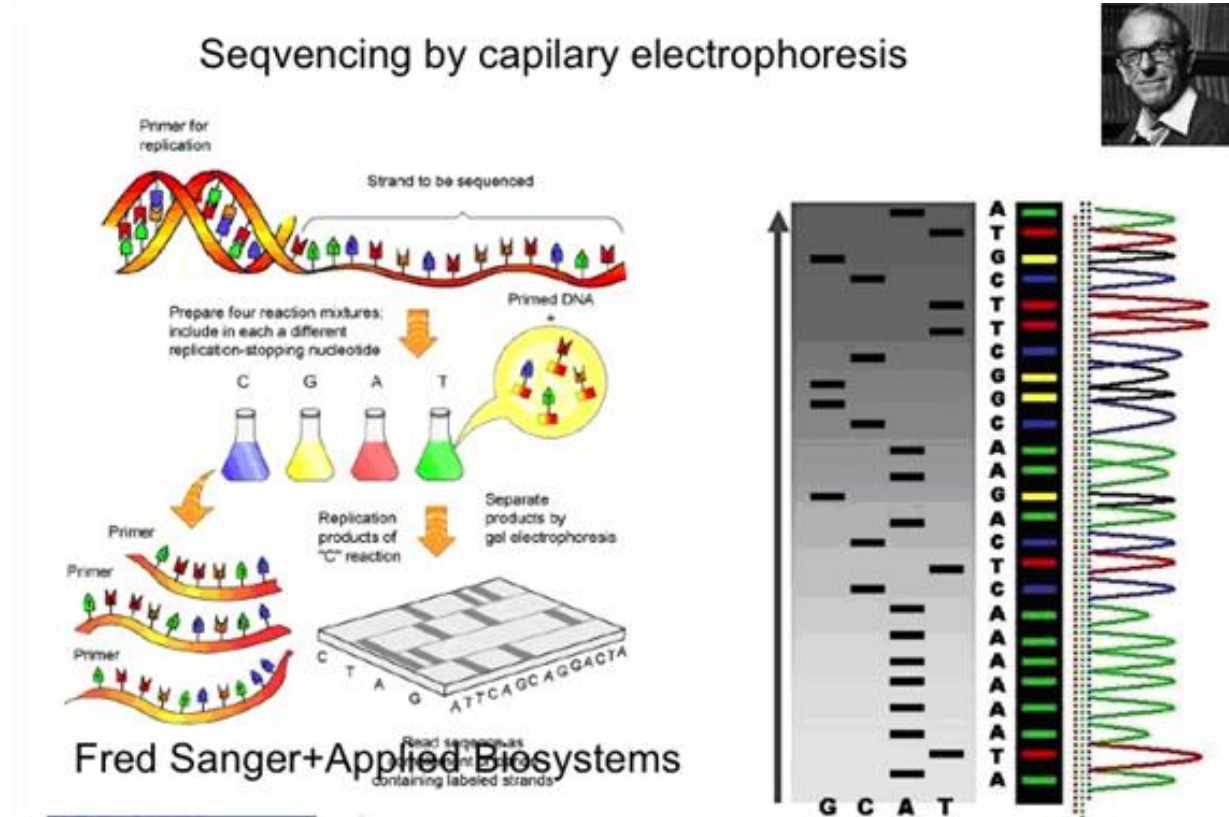 Seqvencing by capilary electrophoresis
Primer for
replication
Strand to be sequenced
Prepare four reaction mixtures;
include in each a different
replication-stopping nucleotide
Primed DNA
+
C G A T
Replication
products of
"C" reaction
Separate
products by
gel electrophoresis
Primer
Primer
Primer
C T A G
ATTCAGCAGGACTA
Fred Sanger+Applied Biosystems
containing labeled strands
A
T
G
C
T
T
C
G
G
C
A
A
G
A
C
T
C
A
A
A
A
A
A
T
A
G C A T